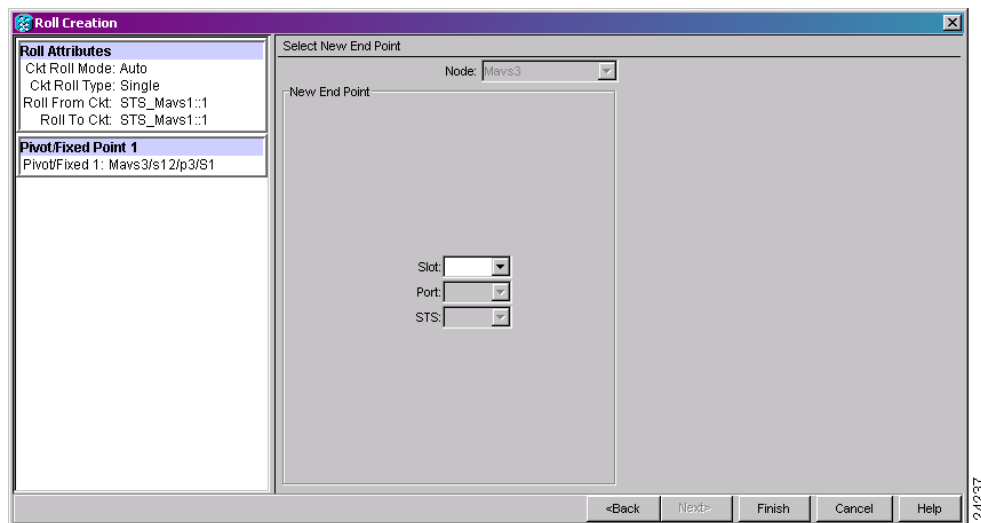 Roll Creation
Roll Attributes
Ckt Roll Mode: Auto
Ckt Roll Type: Single
Roll From Ckt: STS_Mavs1::1
Roll To Ckt: STS_Mavs1::1
Pivot/Fixed Point 1
Pivot/Fixed 1: Mavs3/s12/p3/S1
Select New End Point
Node: Mavs3
New End Point
Slot:
Port:
STS:
<Back
Next>
Finish
Cancel
Help
24237